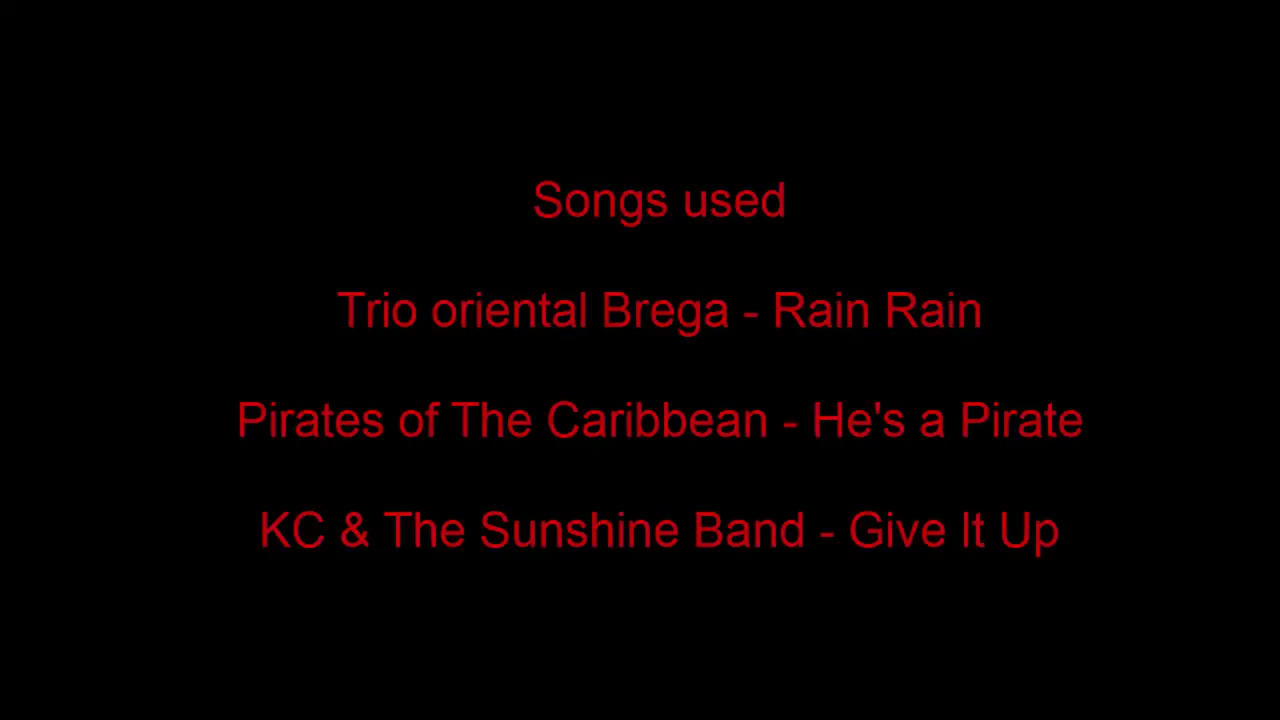 Songs used
Trio oriental Brega - Rain Rain
Pirates of The Caribbean - He's a Pirate
KC & The Sunshine Band - Give It Up